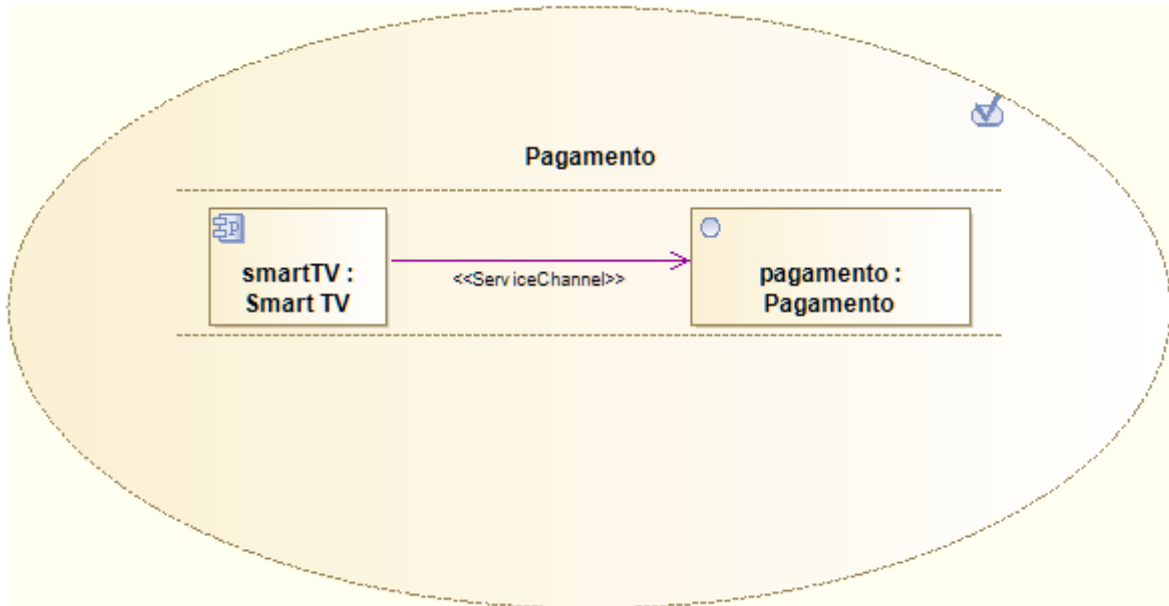 Pagamento
smartTV :
Smart TV
<<ServiceChannel>>
pagamento :
Pagamento